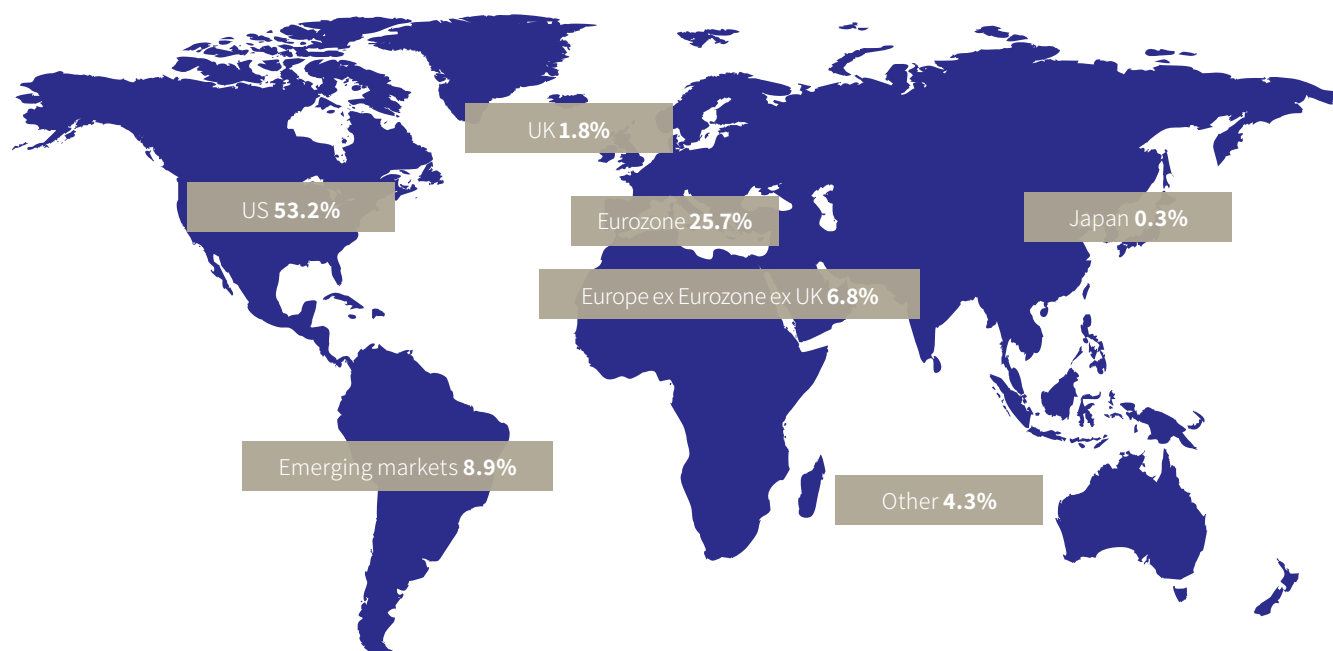 UK 1.8%
US 53.2%
Eurozone 25.7%
Japan 0.3%
Europe ex Eurozone ex UK 6.8%
Emerging markets 8.9%
Other 4.3%